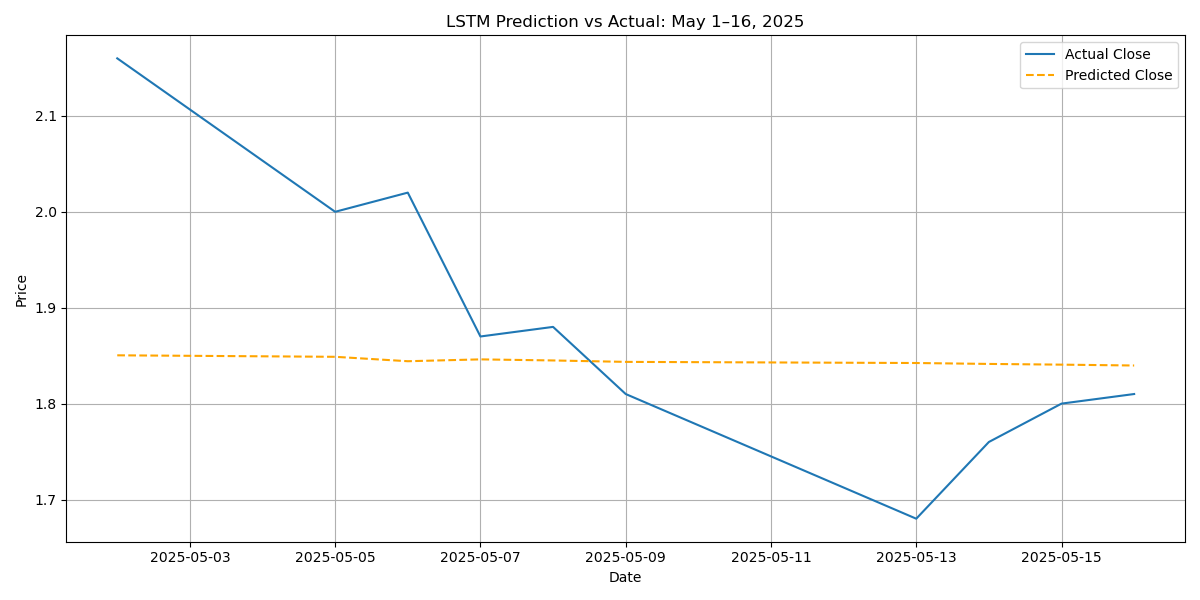 LSTM Prediction vs Actual: May 1–16, 2025
Actual Close
Predicted Close
Price
2.1
2.0
1.9
1.8
1.7
2025-05-03 2025-05-05 2025-05-07 2025-05-09 2025-05-11 2025-05-13 2025-05-15
Date